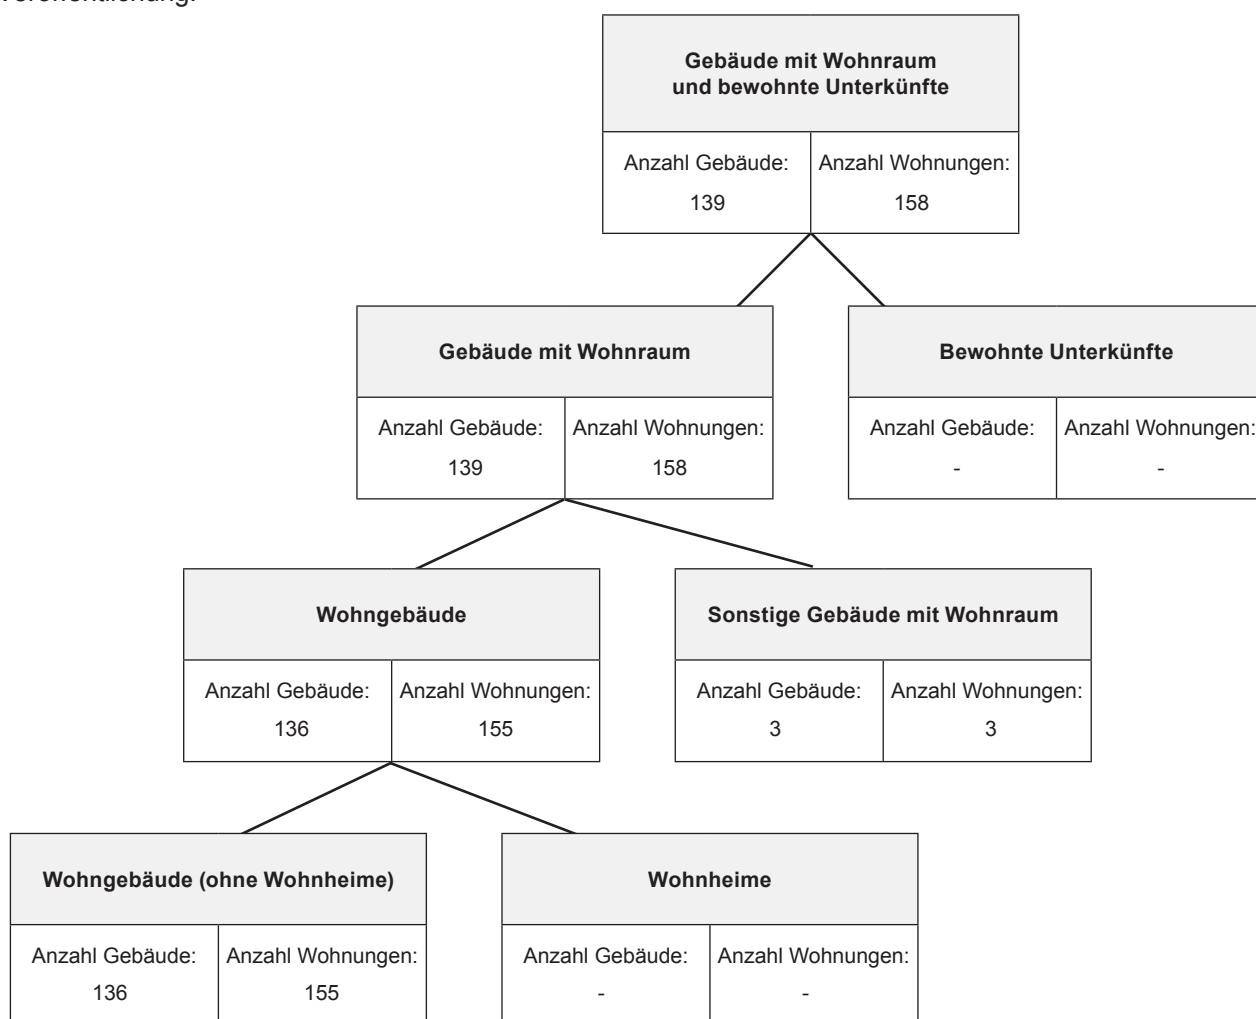 Veröffentlichung.
Gebäude mit Wohnraum
und bewohnte Unterkünfte
Anzahl Gebäude: Anzahl Wohnungen:
139 158
Gebäude mit Wohnraum Bewohnte Unterkünfte
Anzahl Gebäude: Anzahl Wohnungen: Anzahl Gebäude: Anzahl Wohnungen:
139 158 - -
Wohngebäude Sonstige Gebäude mit Wohnraum
Anzahl Gebäude: Anzahl Wohnungen: Anzahl Gebäude: Anzahl Wohnungen:
136 155 3 3
Wohngebäude (ohne Wohnheime) Wohnheime
Anzahl Gebäude: Anzahl Wohnungen: Anzahl Gebäude: Anzahl Wohnungen:
136 155 - -